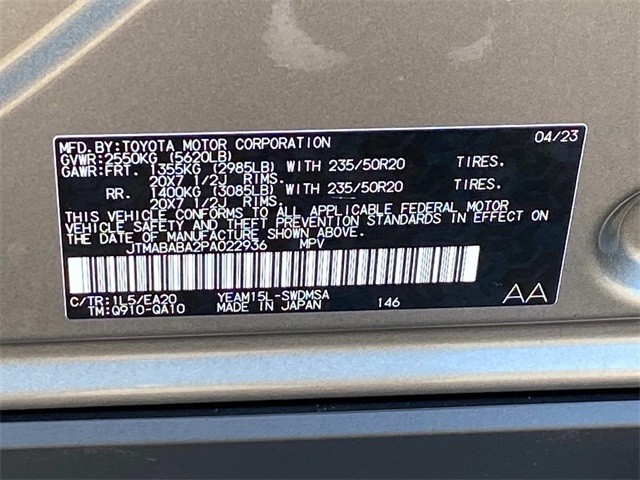 MFD.BY:TOYOTA MOTOR CORPORATION 04/23
GVWR:2550KG (5620LB)
GAWR:FRT. 1355KG (2985LB) WITH 235/50R20 TIRES.
20X7 1/2J RIMS.
RR. 1400KG (3085LB) WITH 235/50R20 TIRES.
20X7 1/2J RIMS.
THIS VEHICLE CONFORMS TO ALL APPLICABLE FEDERAL MOTOR
VEHICLE SAFETY AND THEFT PREVENTION STANDARDS IN EFFECT ON
THE DATE OF MANUFACTURE SHOWN ABOVE.
JTMABABA2PA022936 MPV
C/TR:1L5/EA20 YEAM15L-SWDMSA 146 AA
TM:Q910-QA10 MADE IN JAPAN